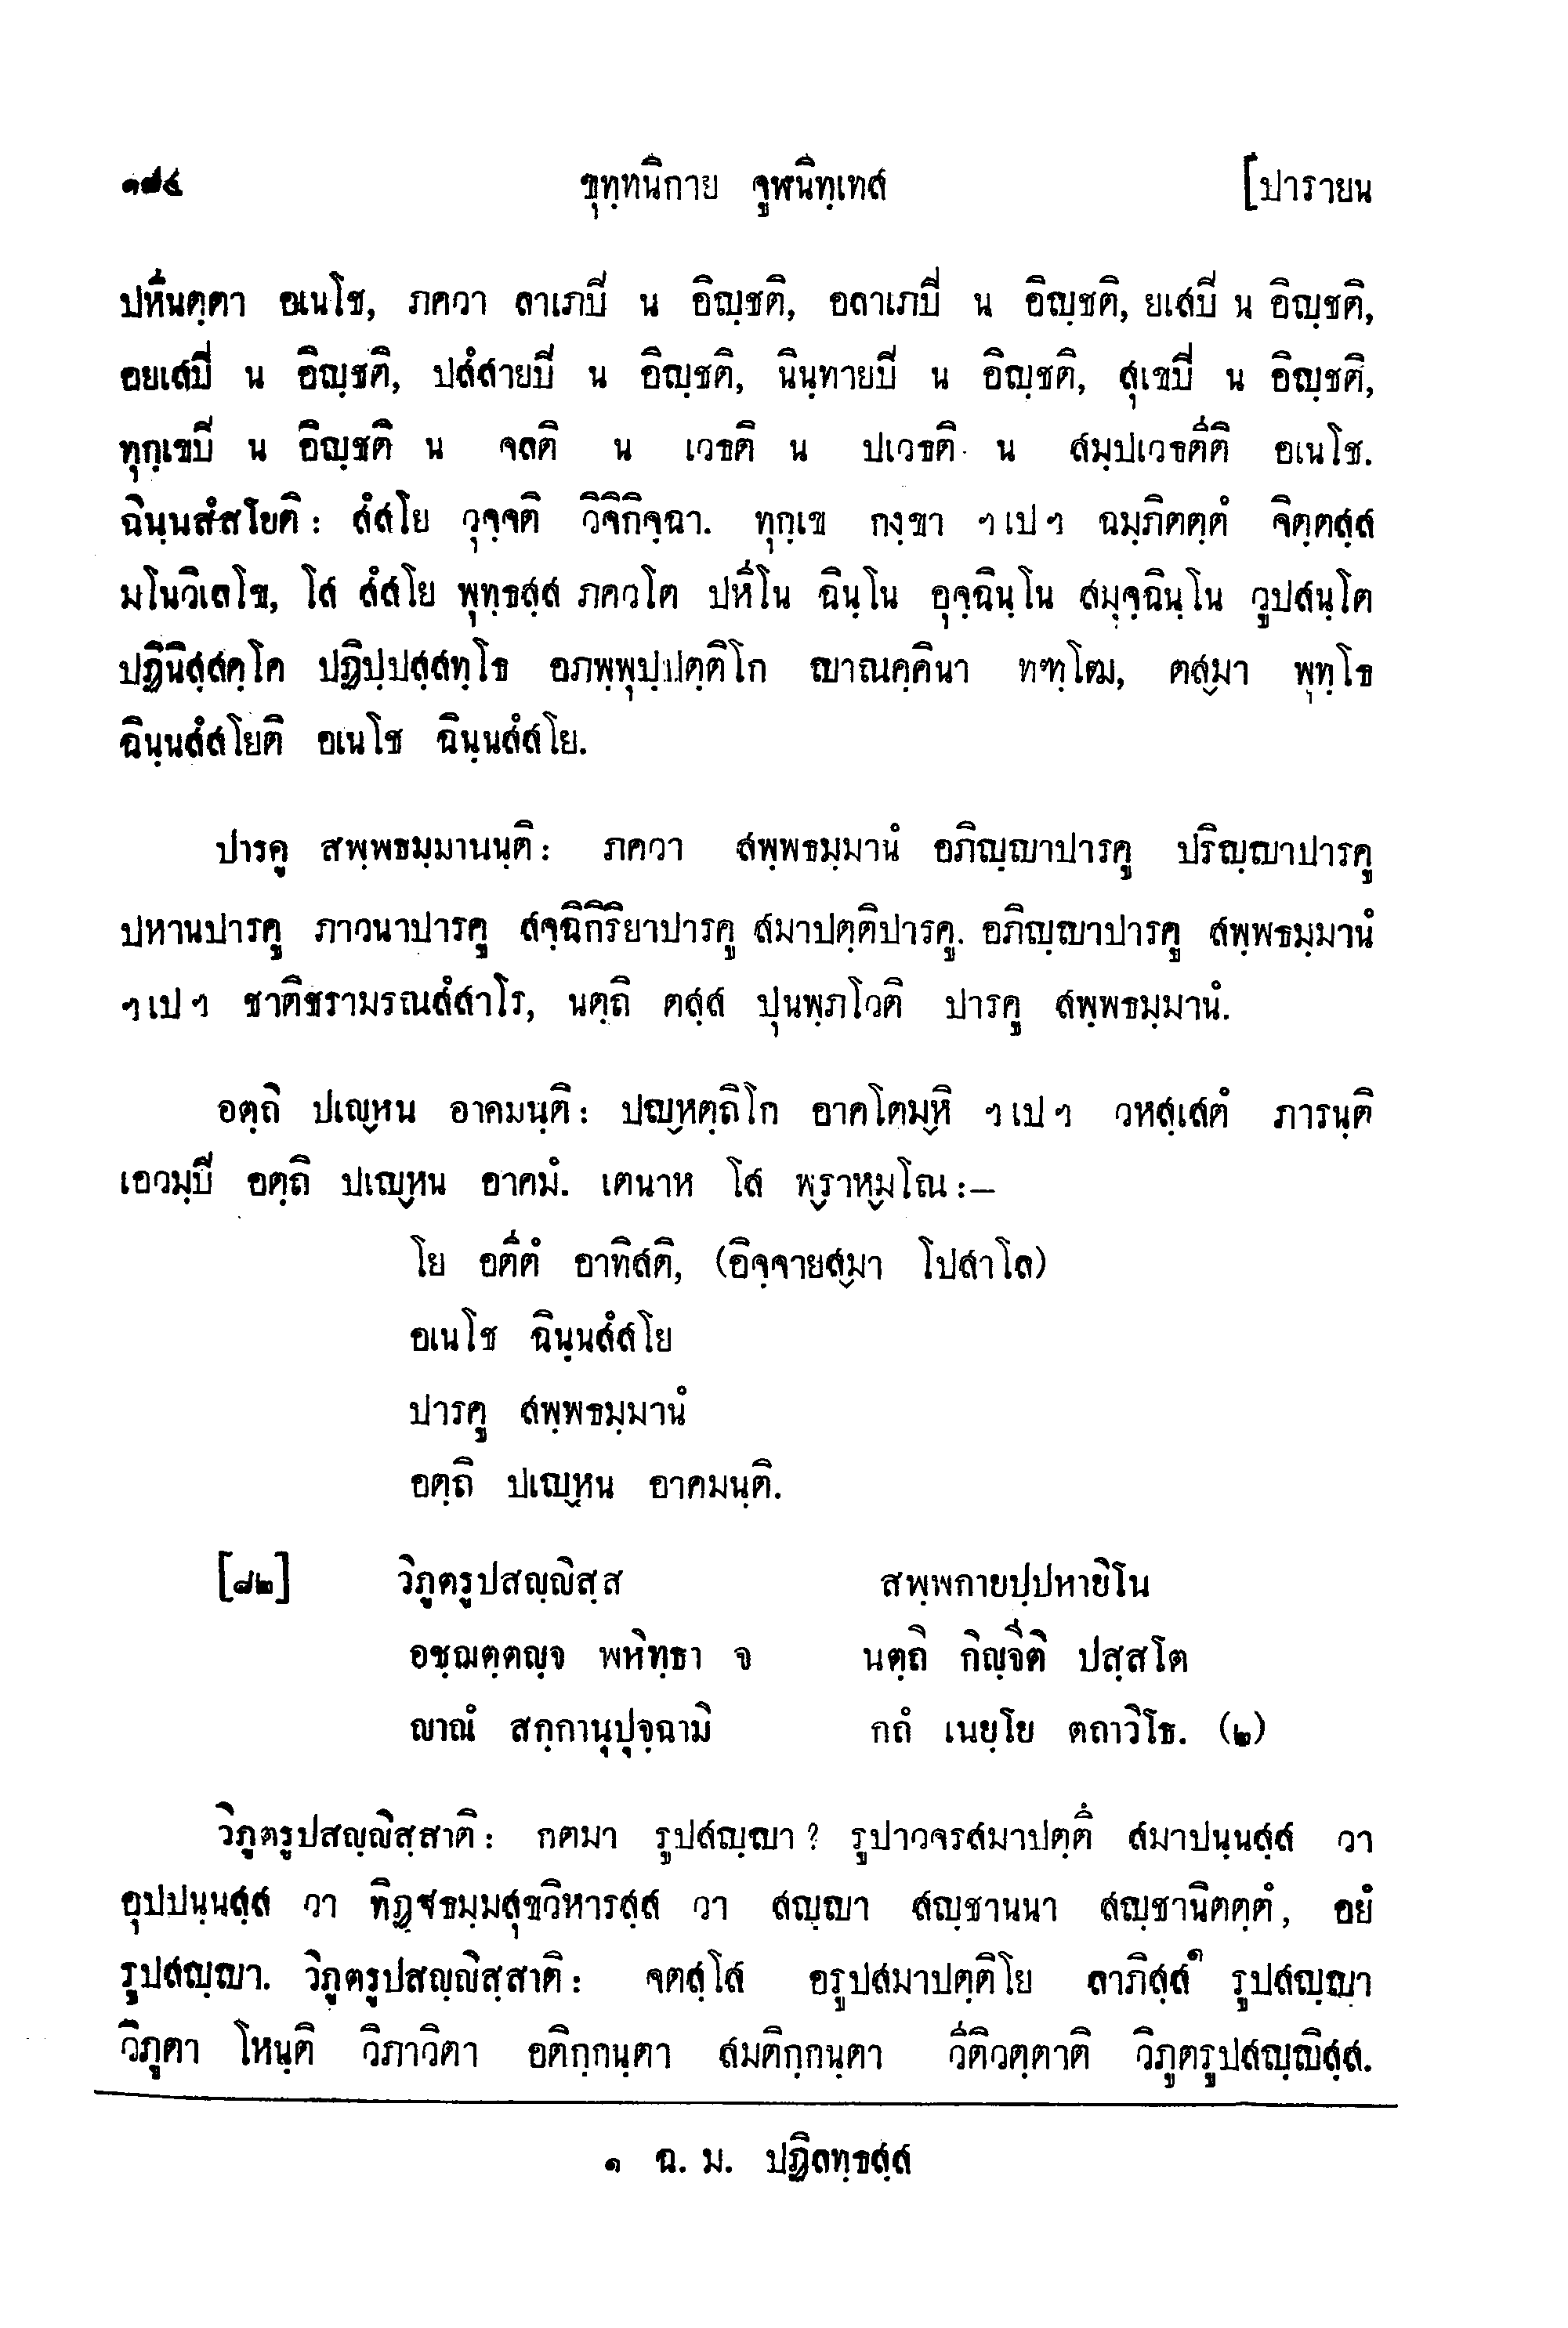 ๑๙๔ ขุทฺทนิกาย จูฬนิทฺเทส [ปารายน
ปหีนตฺตา อเนโช, ภควา ลาเภปิ น อิญฺชติ, อลาเภปิ น อิญฺชติ, ยเสปิ น อิญฺชติ,
อยเสปิ น อิญฺชติ, ปสํสายปิ น อิญฺชติ, นินฺทายปิ น อิญฺชติ, สุเขปิ น อิญฺชติ,
ทุกฺเขปิ น อิญฺชติ น จลติ น เวธติ น ปเวธติ น สมฺปเวธตีติ อเนโช.
ฉินฺนสํสโยติ: สํสโย วุจฺจติ วิจิกิจฺฉา. ทุกฺเข กงฺขา ฯเปฯ ฉมฺภิตตฺตํ จิตฺตสฺส
มโนวิเลโข, โส สํสโย พุทฺธสฺส ภควโต ปหีโน ฉินฺโน อุจฺฉินฺโน สมุจฺฉินฺโน วูปสนฺโต
ปฏินิสฺสคฺโค ปฏิปฺปสฺสทฺโธ อภพฺพุปฺปตฺติโก ญาณคฺคินา ทฑฺโฒ, ตสฺมา พุทฺโธ
ฉินฺนสํสโยติ อเนโช ฉินฺนสํสโย.
ปารคู สพฺพธมฺมานนฺติ: ภควา สพฺพธมฺมานํ อภิญฺญาปารคู ปริญฺญาปารคู
ปหานปารคู ภาวนาปารคู สจฺฉิกิริยาปารคู สมาปตฺติปารคู. อภิญฺญาปารคู สพฺพธมฺมานํ
ฯเปฯ ชาติชรามรณสํสาโร, นตฺถิ ตสฺส ปุนพฺภโวติ ปารคู สพฺพธมฺมานํ.
อตฺถิ ปเญฺหน อาคมนฺติ: ปญฺหตฺถิโก อาคโตมฺหิ ฯเปฯ วหสฺเสตํ ภารนฺติ
เอวมฺปิ อตฺถิ ปเญฺหน อาคมํ. เตนาห โส พฺราหฺมโณ:—
โย อตีตํ อาทิสติ, (อิจฺจายสฺมา โปสาโล)
อเนโช ฉินฺนสํสโย
ปารคู สพฺพธมฺมานํ
อตฺถิ ปเญฺหน อาคมนฺติ.
[๘๒] วิภูตรูปสญฺญิสฺส สพฺพกายปฺปหายิโน
อชฺฌตฺตญฺจ พหิทฺธา จ นตฺถิ กิญฺจีติ ปสฺสโต
ญาณํ สกฺกานุปุจฺฉามิ กถํ เนยฺโย ตถาวิโธ. (๒)
วิภูตรูปสญฺญิสฺสาติ: กตมา รูปสญฺญา? รูปาวจรสมาปตฺตึ สมาปนฺนสฺส วา
อุปปนฺนสฺส วา ทิฏฺฐธมฺมสุขวิหารสฺส วา สญฺญา สญฺชานนา สญฺชานิตตฺตํ, อยํ
รูปสญฺญา. วิภูตรูปสญฺญิสฺสาติ: จตสฺโส อรูปสมาปตฺติโย ลาภิสฺส๑ รูปสญฺญา
วิภูตา โหนฺติ วิภาวิตา อติกฺกนฺตา สมติกฺกนฺตา วีติวตฺตาติ วิภูตรูปสญฺญิสฺส.
๑ ฉ. ม. ปฏิลทฺธสฺส